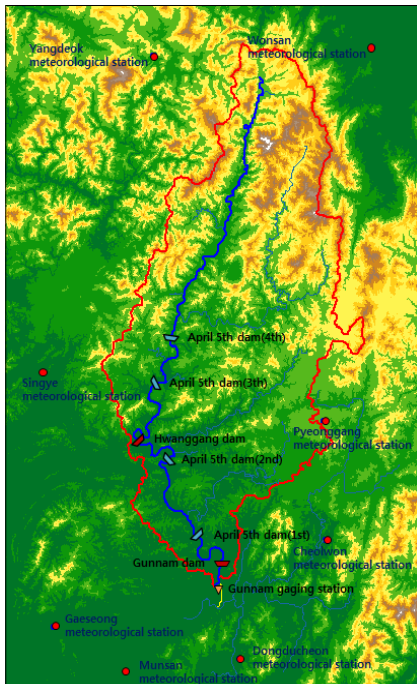 Yangdeok
meteorological station
Wonsan
meteorological station
April 5th dam(4th)
Singye
meteorological station
April 5th dam(3th)
Pyeonggang
meteorological station
Hwanggang dam
April 5th dam(2nd)
April 5th dam(1st)
Cheolwon
meteorological station
Gunnam dam
Gunnam gaging station
Gaeseong
meteorological station
Dongducheon
meteorological station
Munsan
meteorological station